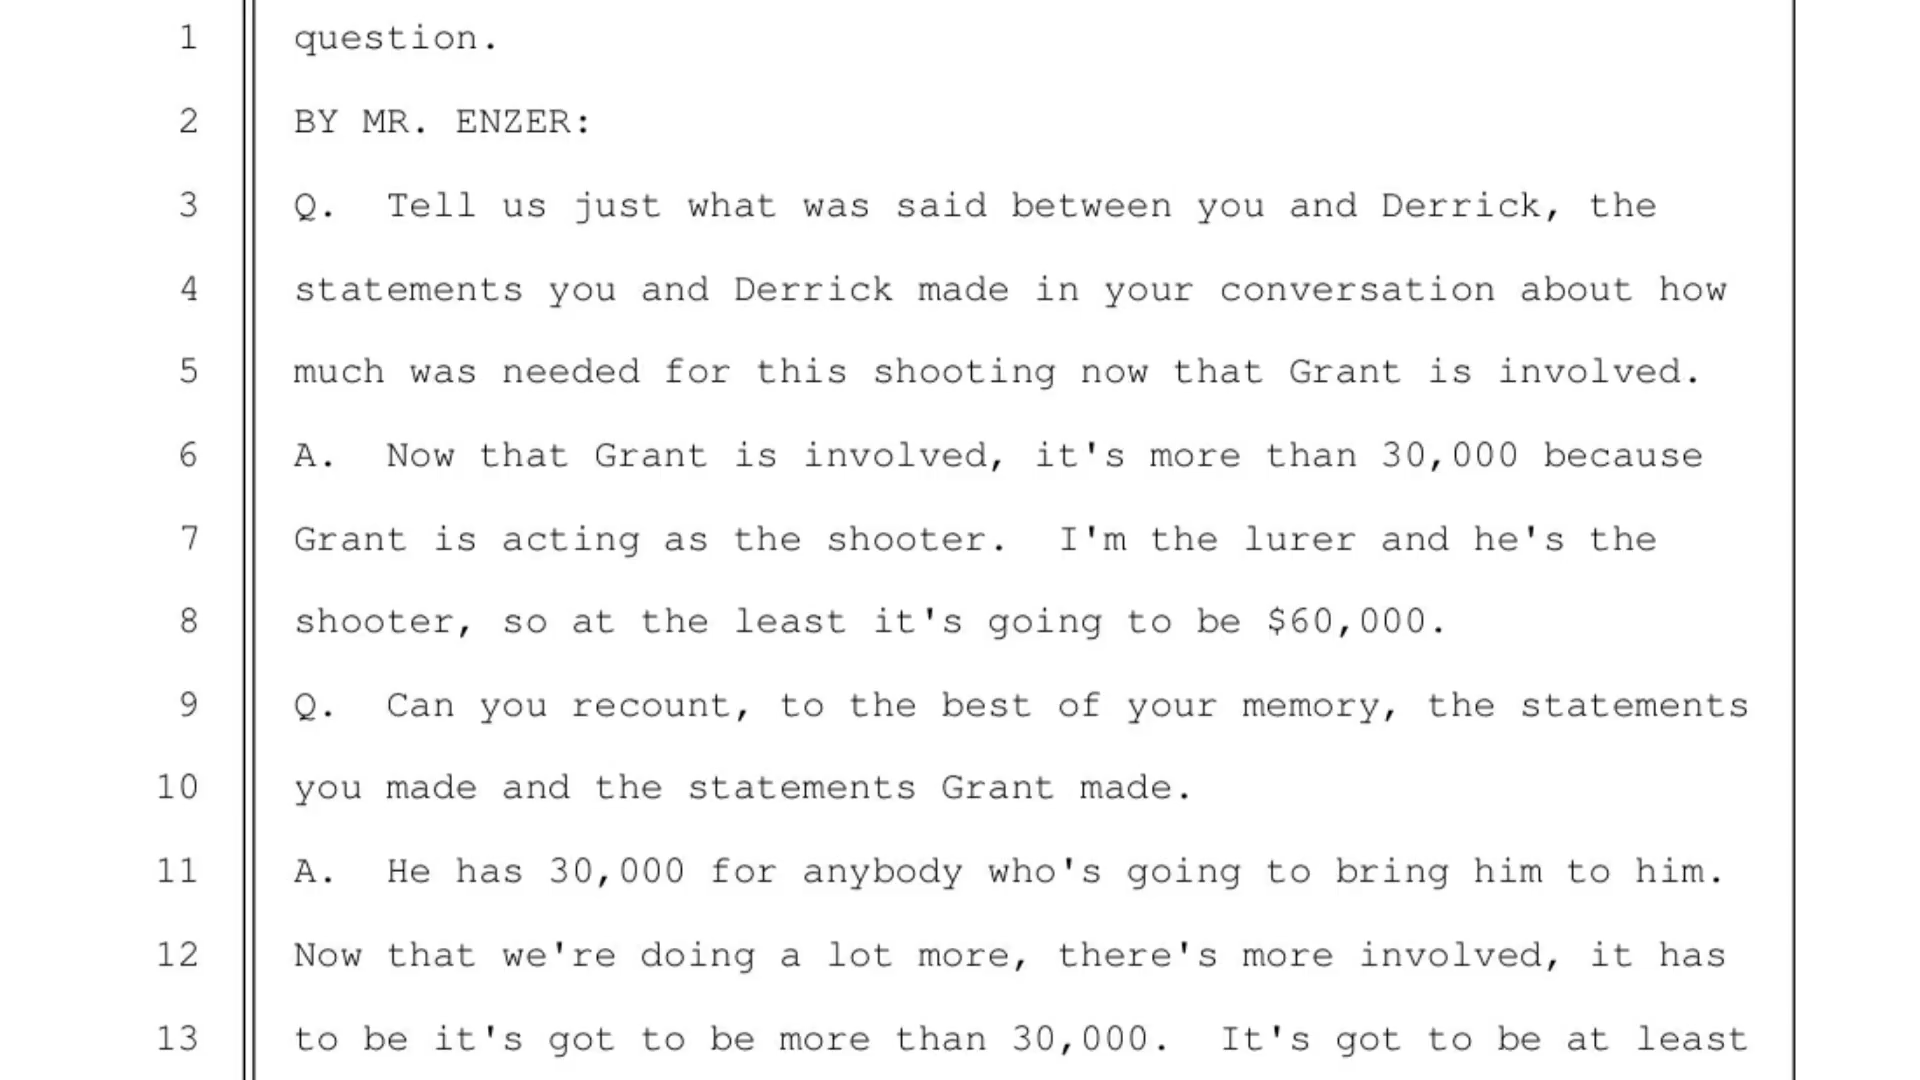 1 question.
2 BY MR. ENZER:
3 Q. Tell us just what was said between you and Derrick, the
4 statements you and Derrick made in your conversation about how
5 much was needed for this shooting now that Grant is involved.
6 A. Now that Grant is involved, it's more than 30,000 because
7 Grant is acting as the shooter. I'm the lurer and he's the
8 shooter, so at the least it's going to be $60,000.
9 Q. Can you recount, to the best of your memory, the statements
10 you made and the statements Grant made.
11 A. He has 30,000 for anybody who's going to bring him to him.
12 Now that we're doing a lot more, there's more involved, it has
13 to be it's got to be more than 30,000. It's got to be at least